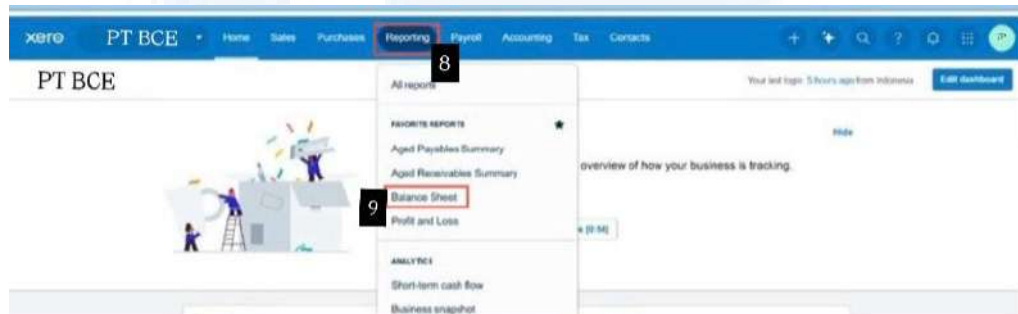 xero PT BCE Home Sales Purchases Reporting Payroll Accounting Tax Contacts
8
PT BCE
Your last login: 5 hours ago from Indonesia Edit dashboard
All reports
FAVORITE REPORTS
Hide
Aged Payables Summary
overview of how your business is tracking.
Aged Receivables Summary
9 Balance Sheet
Profit and Loss
[0:56]
ANALYTICS
Short-term cash flow
Business snapshot